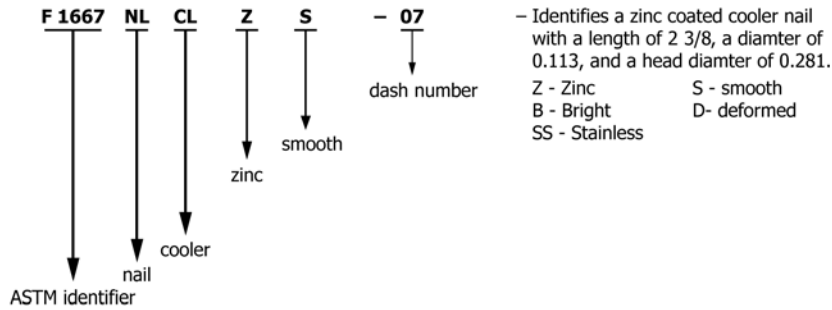 F 1667 NL CL Z S – 07
– Identifies a zinc coated cooler nail
with a length of 2 3/8, a diamter of
0.113, and a head diamter of 0.281.
Z - Zinc S - smooth
B - Bright D- deformed
SS - Stainless
dash number
smooth
zinc
cooler
nail
ASTM identifier